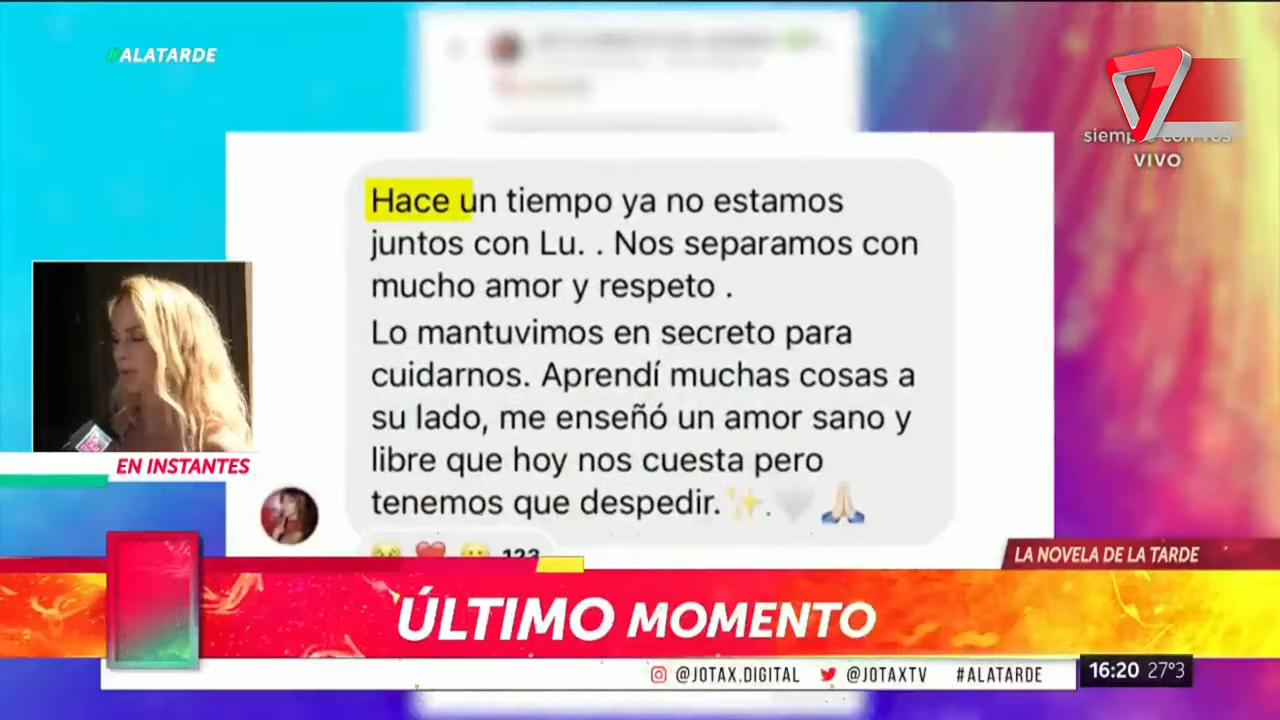 #ALATARDE
siempre con vos
VIVO
Hace un tiempo ya no estamos
juntos con Lu. . Nos separamos con
mucho amor y respeto .
Lo mantuvimos en secreto para
cuidarnos. Aprendí muchas cosas a
su lado, me enseñó un amor sano y
libre que hoy nos cuesta pero
tenemos que despedir.✨. 🤍 🙏🏻
123
EN INSTANTES
LA NOVELA DE LA TARDE
ÚLTIMO MOMENTO
@JOTAX.DIGITAL @JOTAXTV #ALATARDE
16:20 27°3